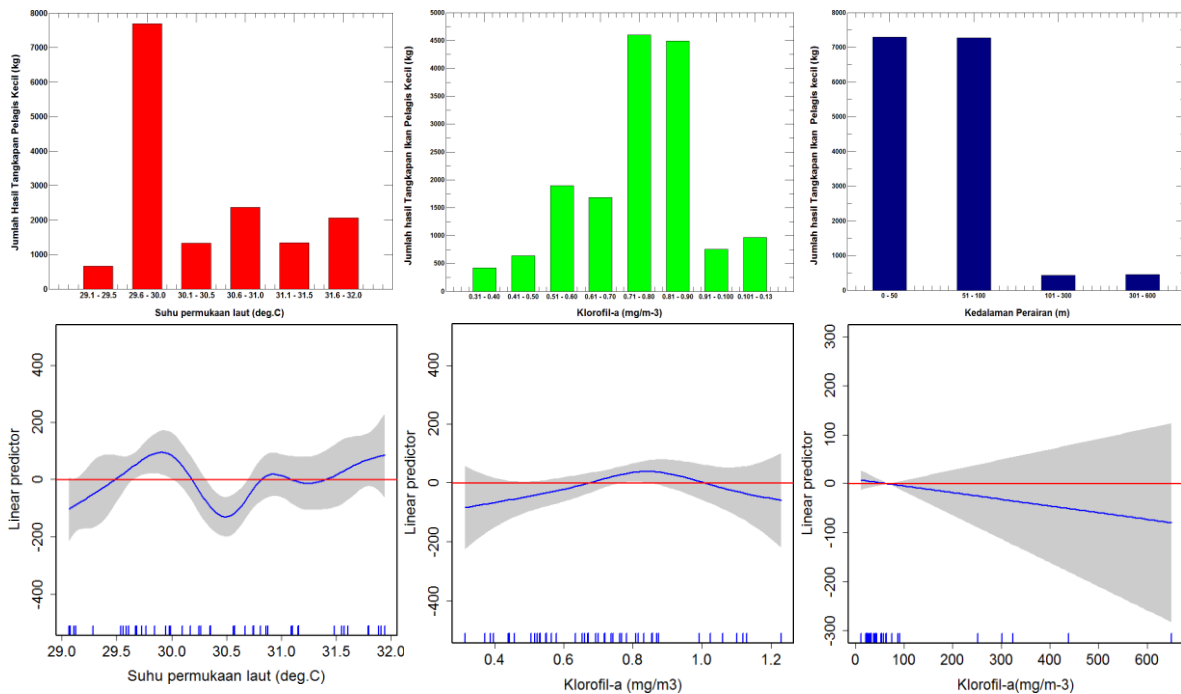 Jumlah Hasil Tangkapan Pelagis Kecil (kg)
8000
7000
6000
5000
4000
3000
2000
1000
0
29.1 - 29.5 29.6 - 30.0 30.1 - 30.5 30.6 - 31.0 31.1 - 31.5 31.6 - 32.0
Suhu permukaan laut (deg.C)
Jumlah hasil Tangkapan Ikan Pelagis Kecil (kg)
5000
4500
4000
3500
3000
2500
2000
1500
1000
500
0
0.31 - 0.40 0.41 - 0.50 0.51 - 0.60 0.61 - 0.70 0.71 - 0.80 0.81 - 0.90 0.91 - 0.100 0.101 - 0.13
Klorofil-a (mg/m-3)
Jumlah hasil Tangkapan Ikan Pelagis kecil (kg)
8000
7000
6000
5000
4000
3000
2000
1000
0
0 - 50 51 - 100 101 - 300 301 - 600
Kedalaman Perairan (m)
Linear predictor
400
200
0
-200
-400
29.0 29.5 30.0 30.5 31.0 31.5 32.0
Suhu permukaan laut (deg.C)
Linear predictor
400
200
0
-200
-400
0.4 0.6 0.8 1.0 1.2
Klorofil-a (mg/m3)
Linear predictor
300
200
100
0
-100
-200
-300
0 100 200 300 400 500 600
Klorofil-a(mg/m-3)